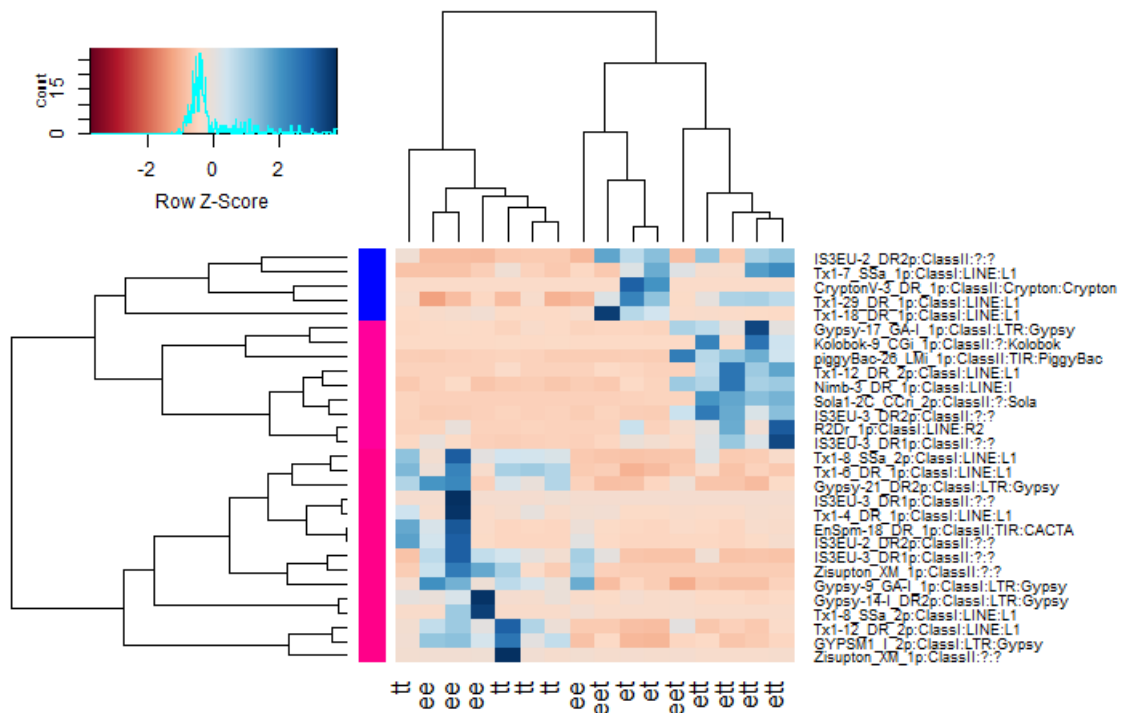 Count
0 15
-2 0 2
Row Z-Score
IS3EU-2_DR2p:ClassII:?:?
Tx1-7_SSa_1p:ClassI:LINE:L1
CryptonV-3_DR_1p:ClassII:Crypton:Crypton
Tx1-29_DR_1p:ClassI:LINE:L1
Tx1-18_DR_1p:ClassI:LINE:L1
Gypsy-17_GA-I_1p:ClassI:LTR:Gypsy
Kolobok-9_CGi_1p:ClassII:?:Kolobok
piggyBac-26_LMi_1p:ClassII:TIR:PiggyBac
Tx1-12_DR_2p:ClassI:LINE:L1
Nimb-3_DR_1p:ClassI:LINE:I
Sola1-2C_CCri_2p:ClassII:?:Sola
IS3EU-3_DR2p:ClassII:?:?
R2Dr_1p:ClassI:LINE:R2
IS3EU-3_DR1p:ClassII:?:?
Tx1-8_SSa_2p:ClassI:LINE:L1
Tx1-6_DR_1p:ClassI:LINE:L1
Gypsy-21_DR2p:ClassI:LTR:Gypsy
IS3EU-3_DR1p:ClassII:?:?
Tx1-4_DR_1p:ClassI:LINE:L1
EnSpm-18_DR_1p:ClassII:TIR:CACTA
IS3EU-2_DR2p:ClassII:?:?
IS3EU-3_DR1p:ClassII:?:?
Zisupton_XM_1p:ClassII:?:?
Gypsy-9_GA-I_1p:ClassI:LTR:Gypsy
Gypsy-14-I_DR2p:ClassI:LTR:Gypsy
Tx1-8_SSa_2p:ClassI:LINE:L1
Tx1-12_DR_2p:ClassI:LINE:L1
GYPSM1_I_2p:ClassI:LTR:Gypsy
Zisupton_XM_1p:ClassII:?:?
tt ee ee ee tt tt tt ee eet et et eet ett ett ett ett